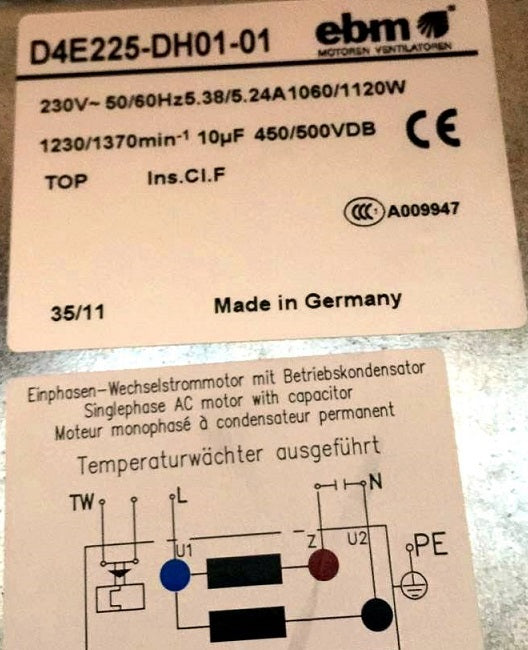 D4E225-DH01-01
ebm
MOTOREN VENTILATOREN
230V~ 50/60Hz5.38/5.24A1060/1120W
1230/1370min-¹ 10µF 450/500VDB
CE
TOP Ins.Cl.F
CCC A009947
35/11 Made in Germany
Einphasen-Wechselstrommotor mit Betriebskondensator
Singlephase AC motor with capacitor
Moteur monophasé à condensateur permanent
Temperaturwächter ausgeführt
TW L N
U1 Z U2 PE